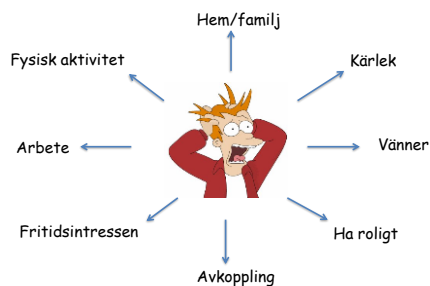 Hem/familj
Fysisk aktivitet
Kärlek
Arbete
Vänner
Fritidsintressen
Ha roligt
Avkoppling